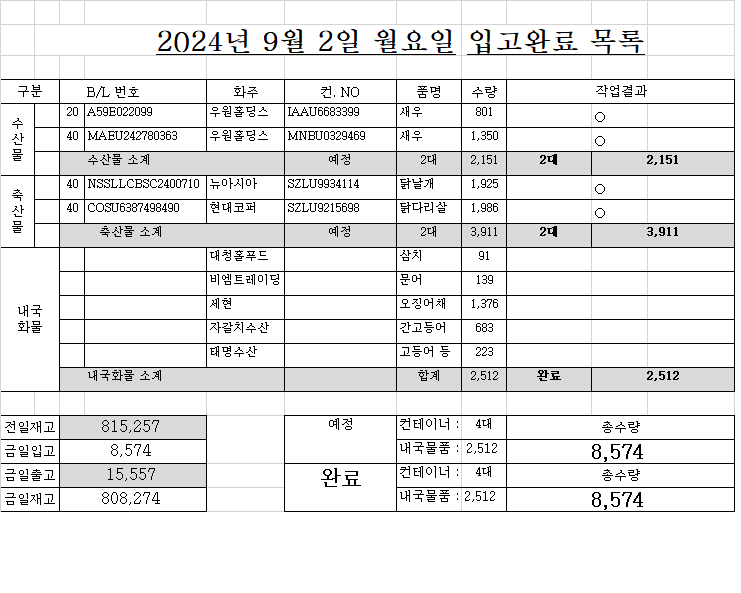 2024년 9월 2일 월요일 입고완료 목록
구분 B/L 번호 화주 컨. NO 품명 수량 작업결과
수산물 20 A59E022099 우원홀딩스 IAAU6683399 새우 801 ○
40 MAEU242780363 우원홀딩스 MNBU0329469 새우 1,350 ○
수산물 소계 예정 2대 2,151 2대 2,151
축산물 40 NSSLLCBSC2400710 뉴아시아 SZLU9934114 닭날개 1,925 ○
40 COSU6387498490 현대코퍼 SZLU9215698 닭다리살 1,986 ○
축산물 소계 예정 2대 3,911 2대 3,911
내국화물 대청홀푸드 삼치 91
비엠트레이딩 문어 139
세현 오징어채 1,376
자갈치수산 간고등어 683
태명수산 고등어 등 223
내국화물 소계 합계 2,512 완료 2,512
전일재고 815,257 예정 컨테이너 : 4대 총수량
금일입고 8,574 내국물품 : 2,512 8,574
금일출고 15,557 완료 컨테이너 : 4대 총수량
금일재고 808,274 내국물품 : 2,512 8,574